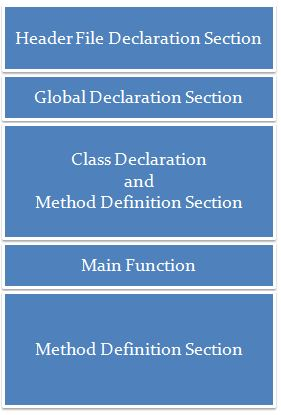 Header File Declaration Section
Global Declaration Section
Class Declaration
and
Method Definition Section
Main Function
Method Definition Section